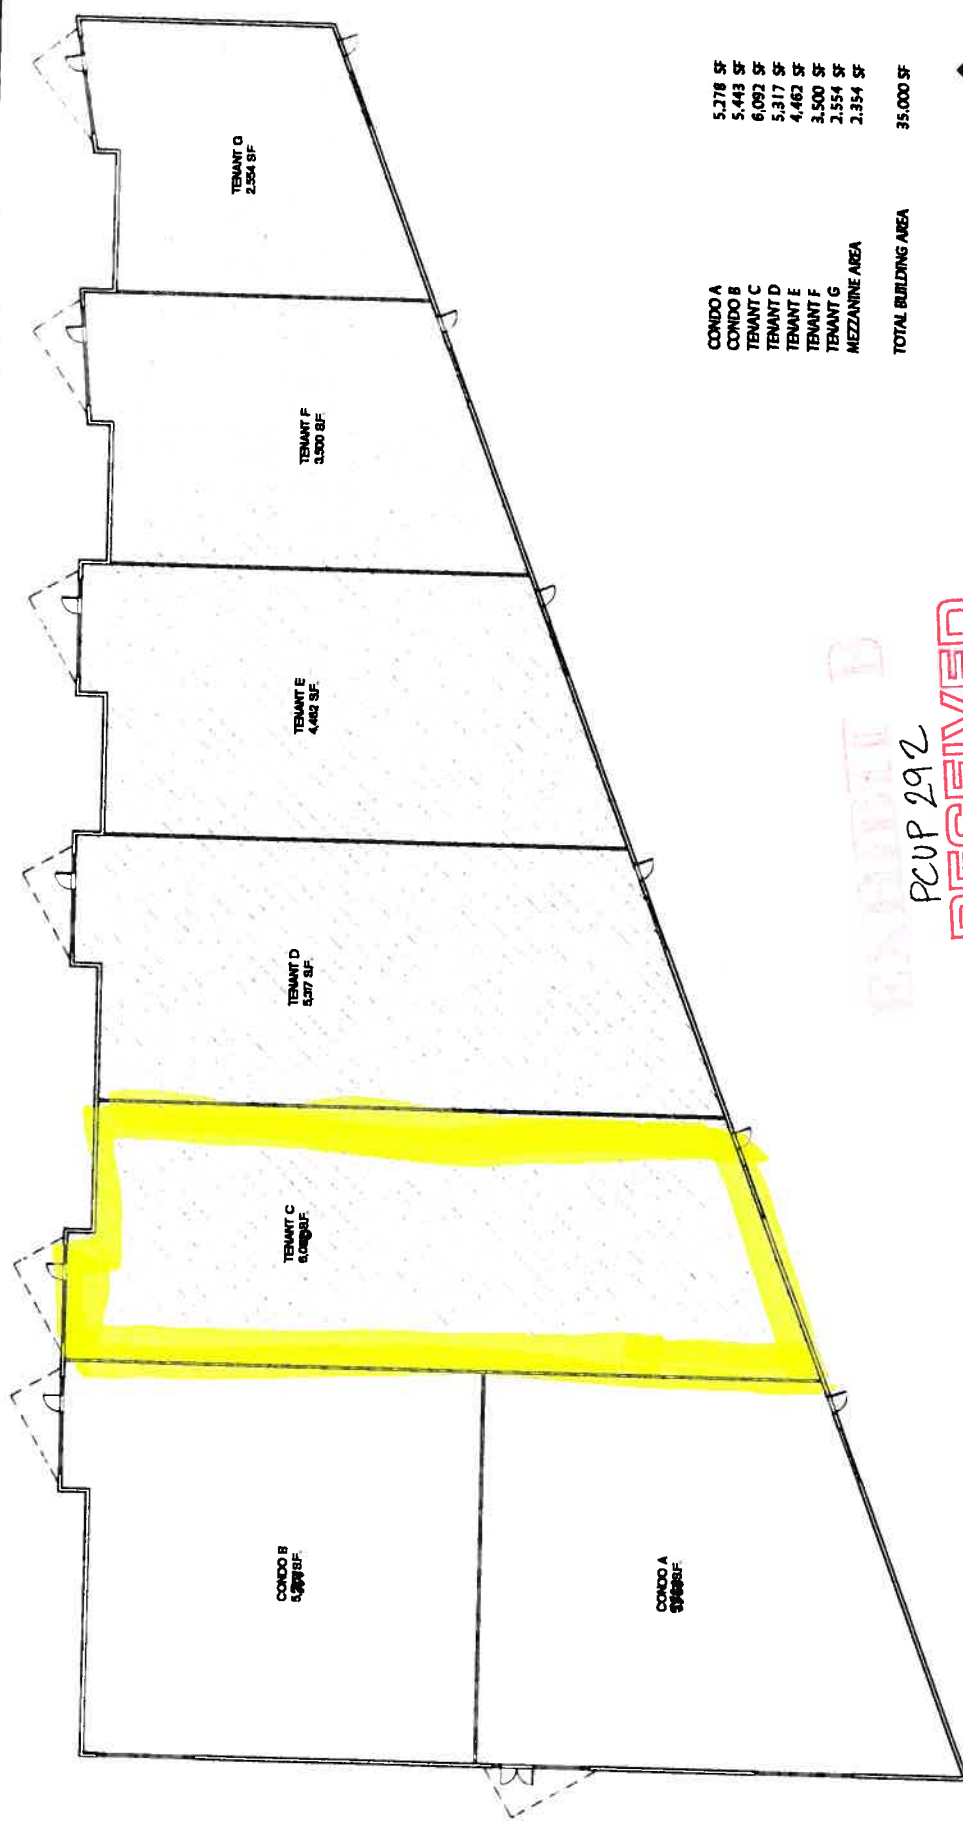 TENANT G
2,554 SF
TENANT F
3,500 S.F.
TENANT E
4,462 S.F.
TENANT D
5,317 S.F.
TENANT C
CONDO B
CONDO A
CONDO A 5,278 SF
CONDO B 5,443 SF
TENANT C 6,092 SF
TENANT D 5,317 SF
TENANT E 4,462 SF
TENANT F 3,500 SF
TENANT G 2,554 SF
MEZZANINE AREA 2,354 SF
TOTAL BUILDING AREA 35,000 SF
EXHIBIT B
PCUP 292
RECEIVED